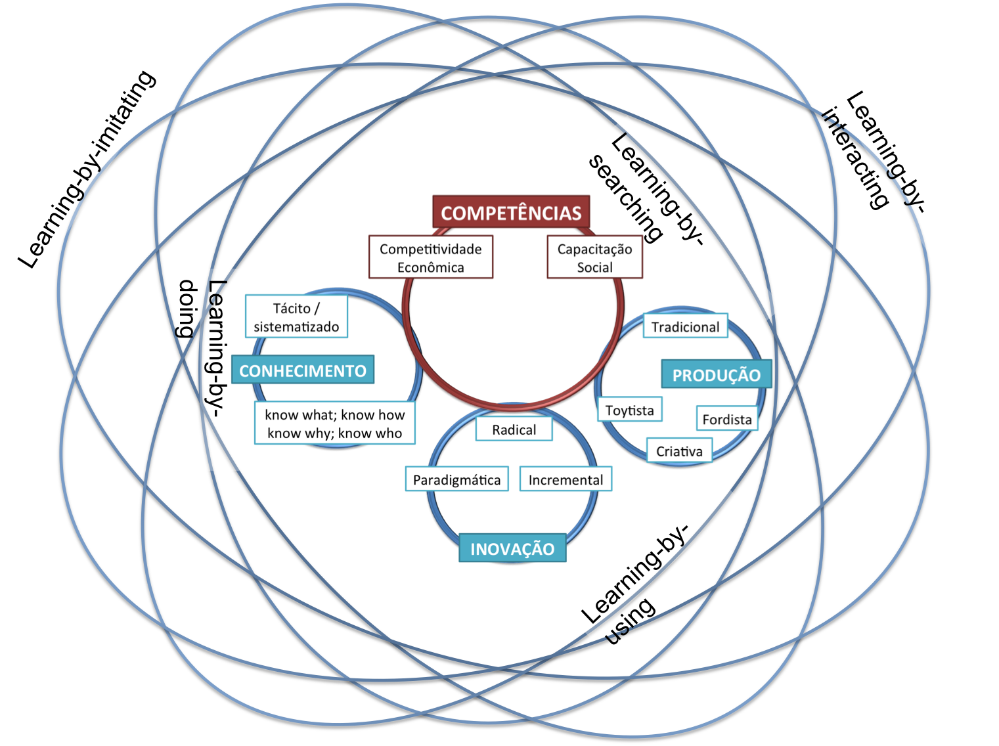 Learning-by-imitating
Learning-by-
interacting
Learning-by-
searching
COMPETÊNCIAS
Competitividade
Econômica
Capacitação
Social
Learning-by-
doing
Tácito /
sistematizado
CONHECIMENTO
know what; know how
know why; know who
Tradicional
PRODUÇÃO
Toytista
Fordista
Criativa
Radical
Paradigmática
Incremental
INOVAÇÃO
Learning-by-
using